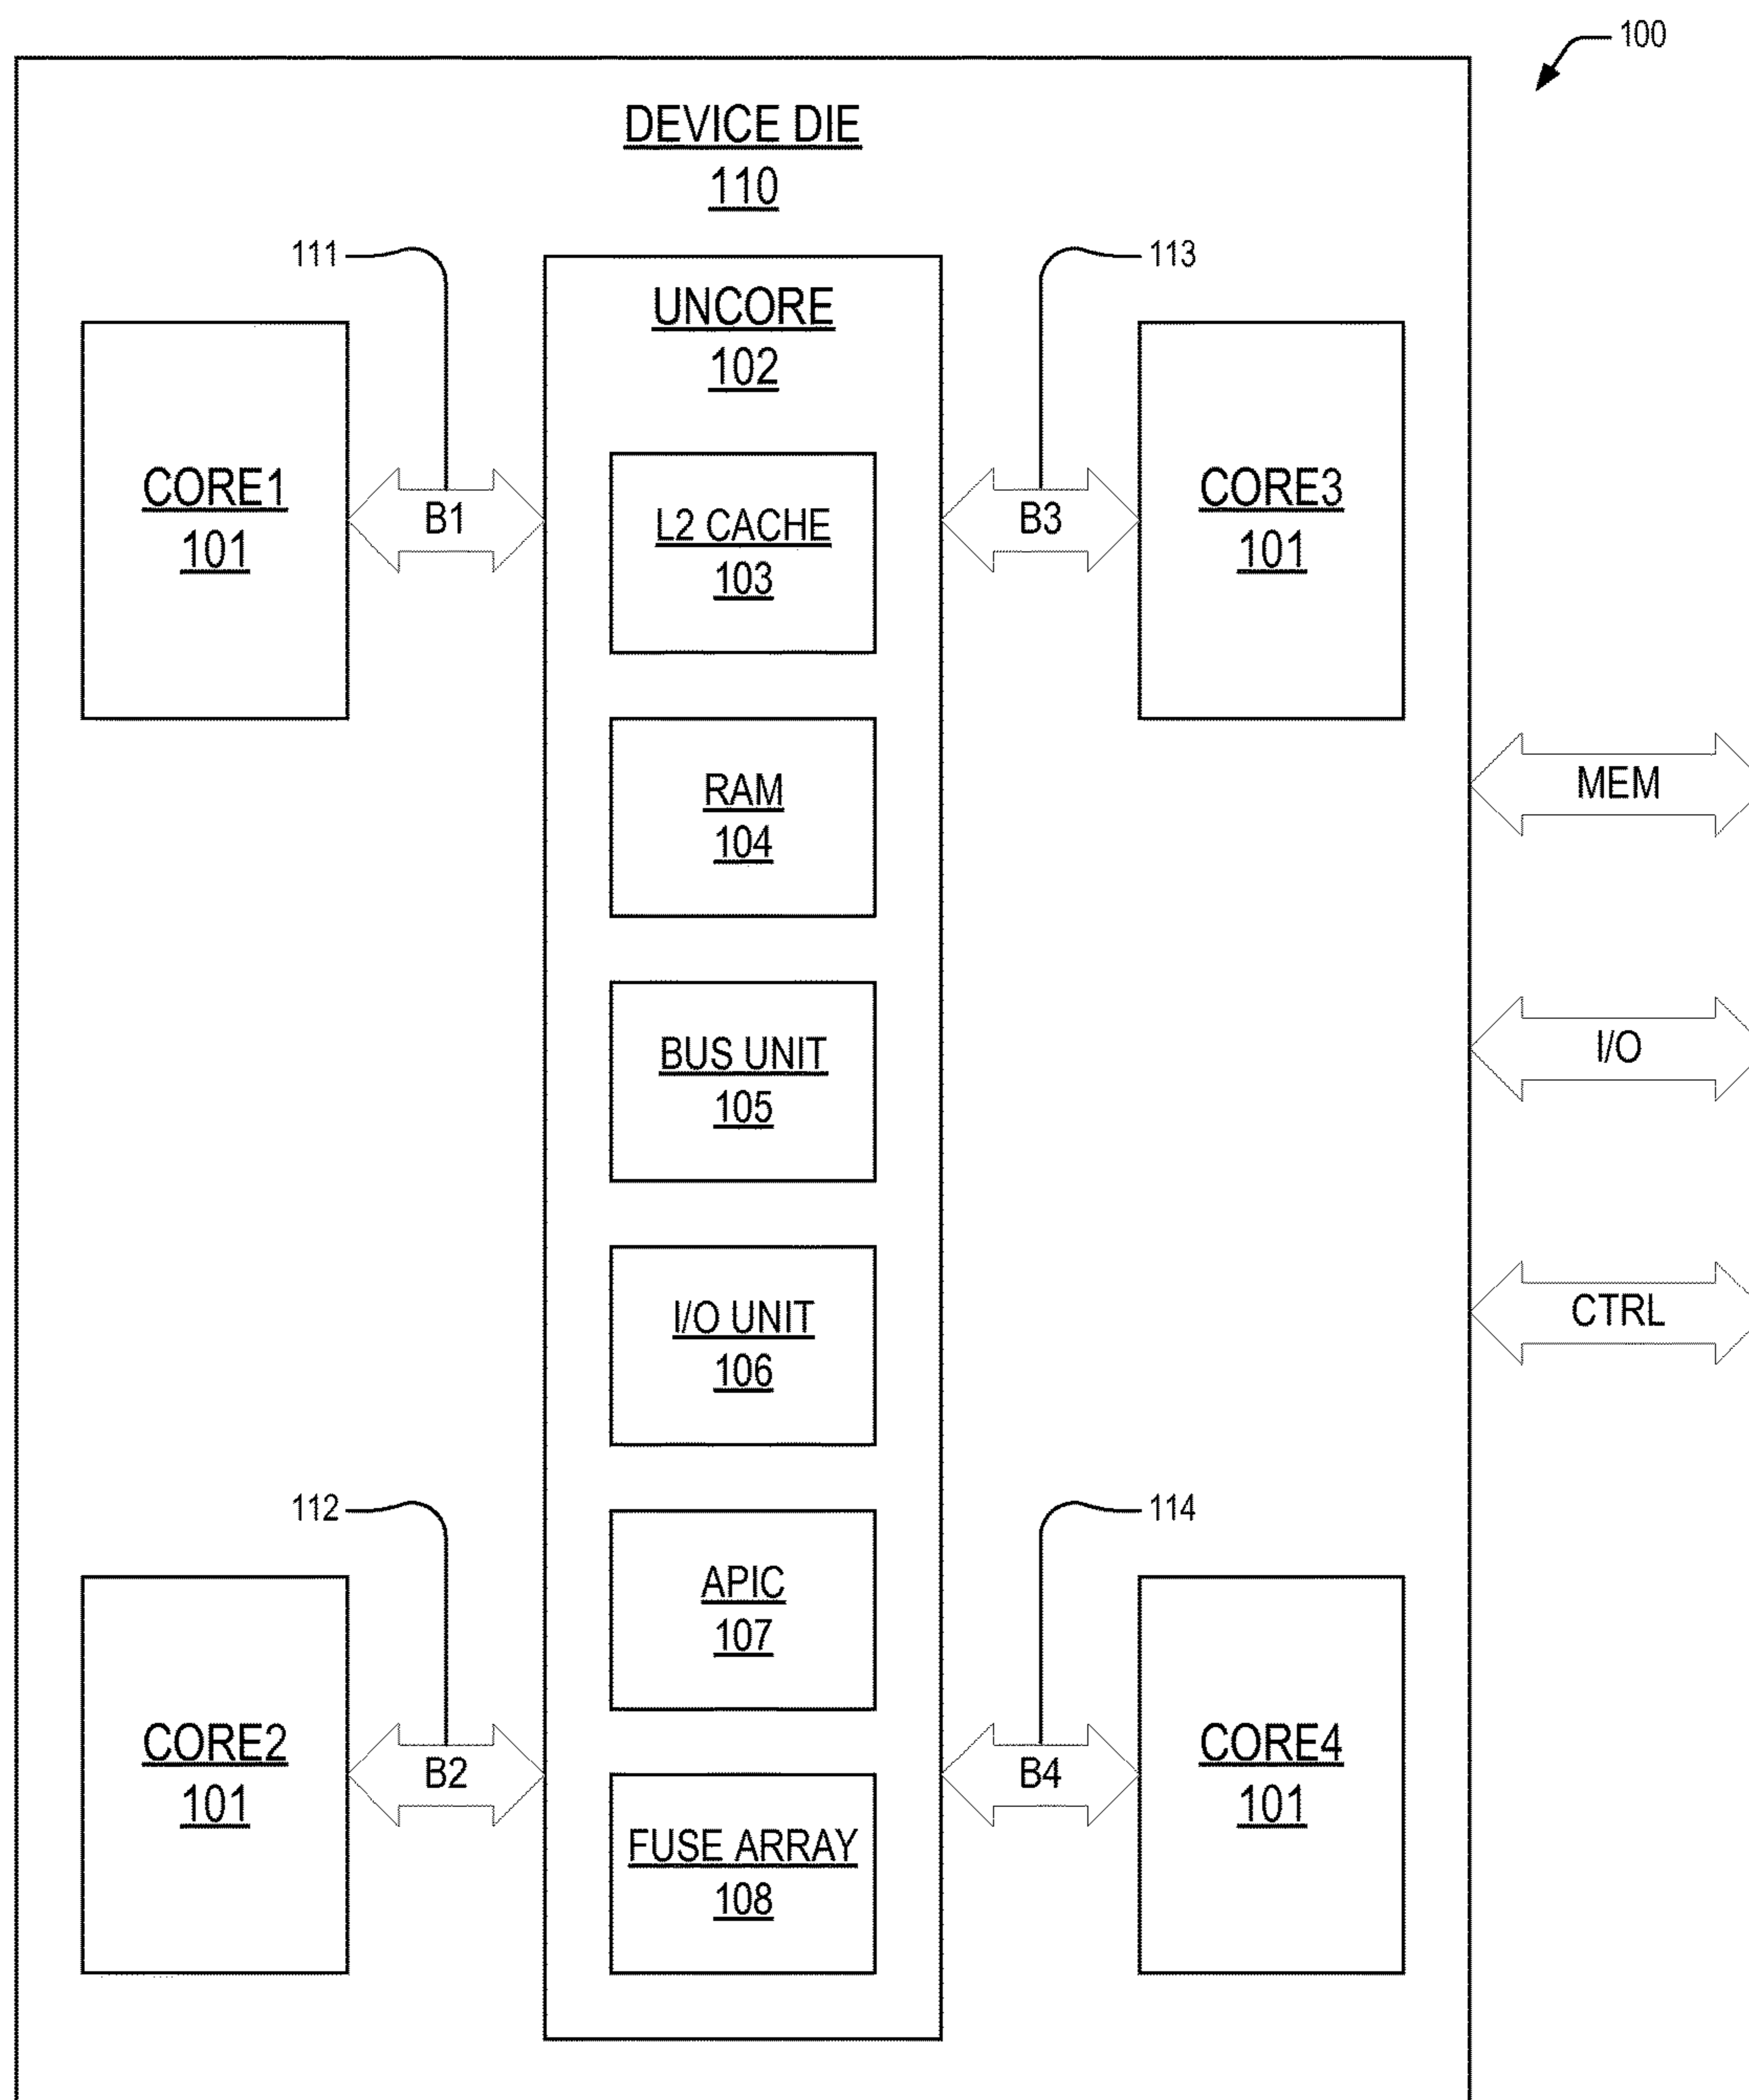 100
DEVICE DIE
110
111
113
UNCORE
102
CORE1
101
B1
L2 CACHE
103
B3
CORE3
101
RAM
104
MEM
BUS UNIT
105
I/O
I/O UNIT
106
CTRL
112
114
APIC
107
CORE2
101
B2
B4
CORE4
101
FUSE ARRAY
108